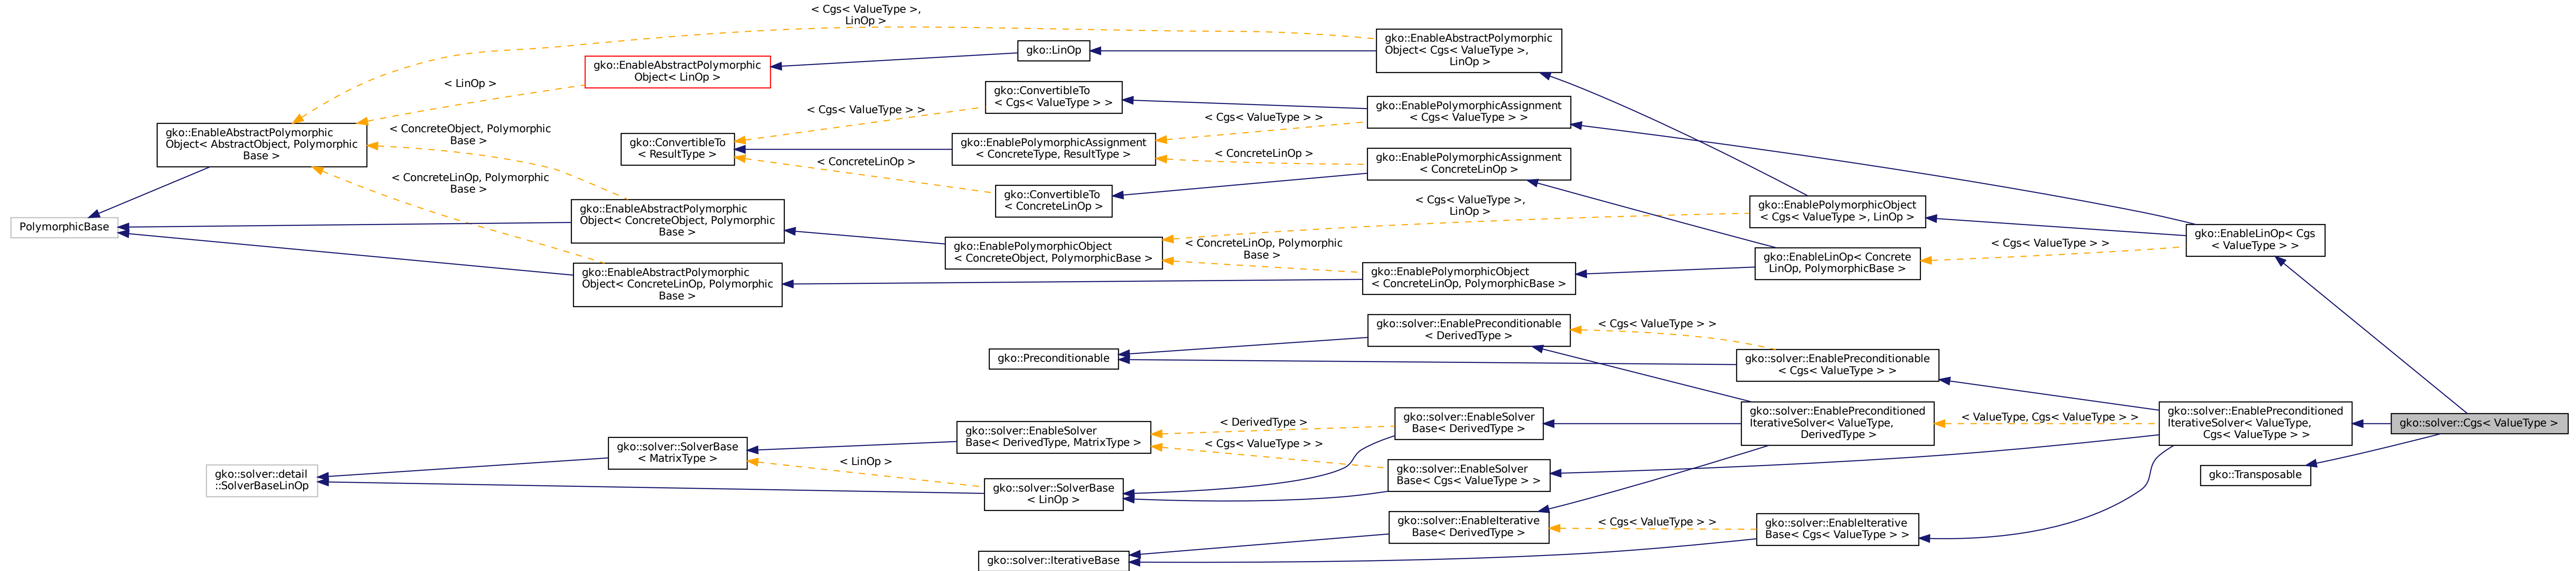 < Cgs< ValueType >,
LinOp >
gko::EnableAbstractPolymorphic
Object< Cgs< ValueType >,
LinOp >
gko::LinOp
gko::EnableAbstractPolymorphic
Object< LinOp >
< LinOp >
gko::ConvertibleTo
< Cgs< ValueType > >
< Cgs< ValueType > >
gko::EnablePolymorphicAssignment
< Cgs< ValueType > >
< Cgs< ValueType > >
gko::EnableAbstractPolymorphic
Object< AbstractObject, Polymorphic
Base >
< ConcreteObject, Polymorphic
Base >
gko::ConvertibleTo
< ResultType >
gko::EnablePolymorphicAssignment
< ConcreteType, ResultType >
< ConcreteLinOp >
gko::EnablePolymorphicAssignment
< ConcreteLinOp >
< ConcreteLinOp >
< ConcreteLinOp, Polymorphic
Base >
gko::ConvertibleTo
< ConcreteLinOp >
PolymorphicBase
gko::EnableAbstractPolymorphic
Object< ConcreteObject, Polymorphic
Base >
< Cgs< ValueType >,
LinOp >
gko::EnablePolymorphicObject
< Cgs< ValueType >, LinOp >
gko::EnableLinOp< Cgs
< ValueType > >
gko::EnablePolymorphicObject
< ConcreteObject, PolymorphicBase >
< ConcreteLinOp, Polymorphic
Base >
< Cgs< ValueType > >
gko::EnableLinOp< Concrete
LinOp, PolymorphicBase >
gko::EnableAbstractPolymorphic
Object< ConcreteLinOp, Polymorphic
Base >
gko::EnablePolymorphicObject
< ConcreteLinOp, PolymorphicBase >
gko::solver::EnablePreconditionable
< DerivedType >
< Cgs< ValueType > >
gko::Preconditionable
gko::solver::EnablePreconditionable
< Cgs< ValueType > >
gko::solver::EnableSolver
Base< DerivedType >
< DerivedType >
gko::solver::EnablePreconditioned
IterativeSolver< ValueType,
DerivedType >
< ValueType, Cgs< ValueType > >
gko::solver::EnablePreconditioned
IterativeSolver< ValueType,
Cgs< ValueType > >
gko::solver::Cgs< ValueType >
gko::solver::EnableSolver
Base< DerivedType, MatrixType >
< Cgs< ValueType > >
gko::solver::SolverBase
< MatrixType >
< LinOp >
gko::solver::detail
::SolverBaseLinOp
gko::solver::EnableSolver
Base< Cgs< ValueType > >
gko::Transposable
gko::solver::SolverBase
< LinOp >
gko::solver::EnableIterative
Base< DerivedType >
< Cgs< ValueType > >
gko::solver::EnableIterative
Base< Cgs< ValueType > >
gko::solver::IterativeBase